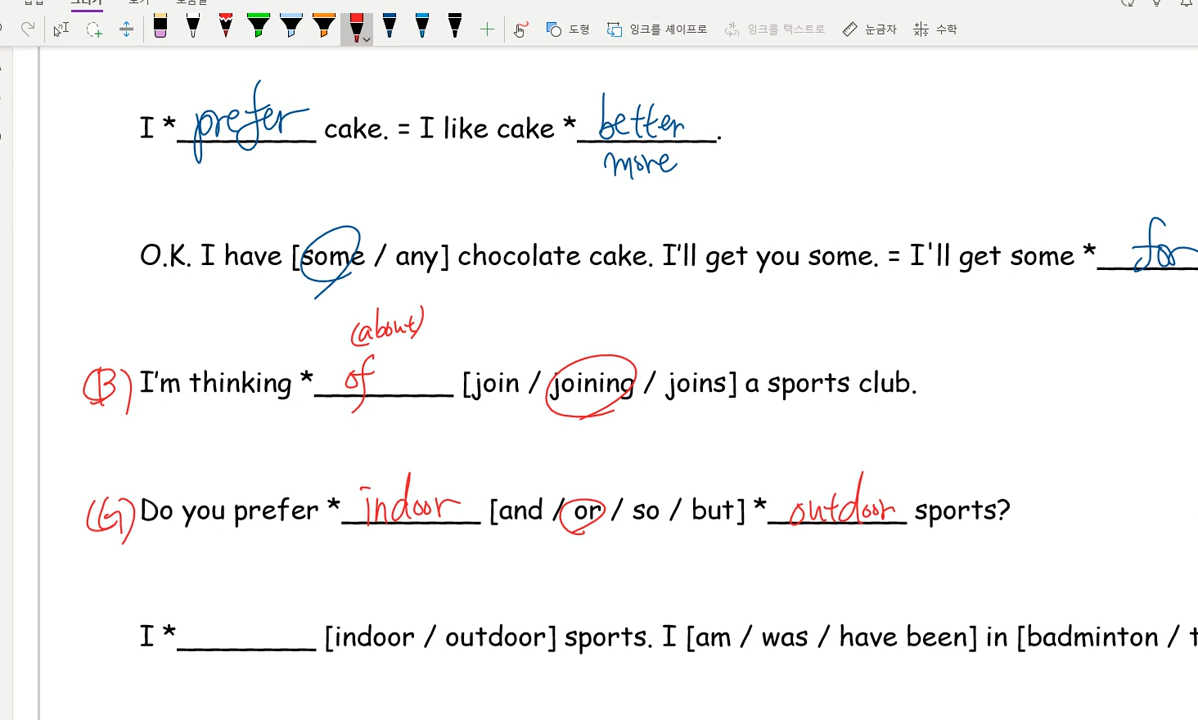 도형 잉크를 셰이프로 잉크를 텍스트로 눈금자 수학
I * prefer cake. = I like cake * better.
more
O.K. I have [some / any] chocolate cake. I'll get you some. = I'll get some * for
(about)
(B) I'm thinking * of [join / joining / joins] a sports club.
(G) Do you prefer * indoor [and / or / so / but] * outdoor sports?
I *__________ [indoor / outdoor] sports. I [am / was / have been] in [badminton /